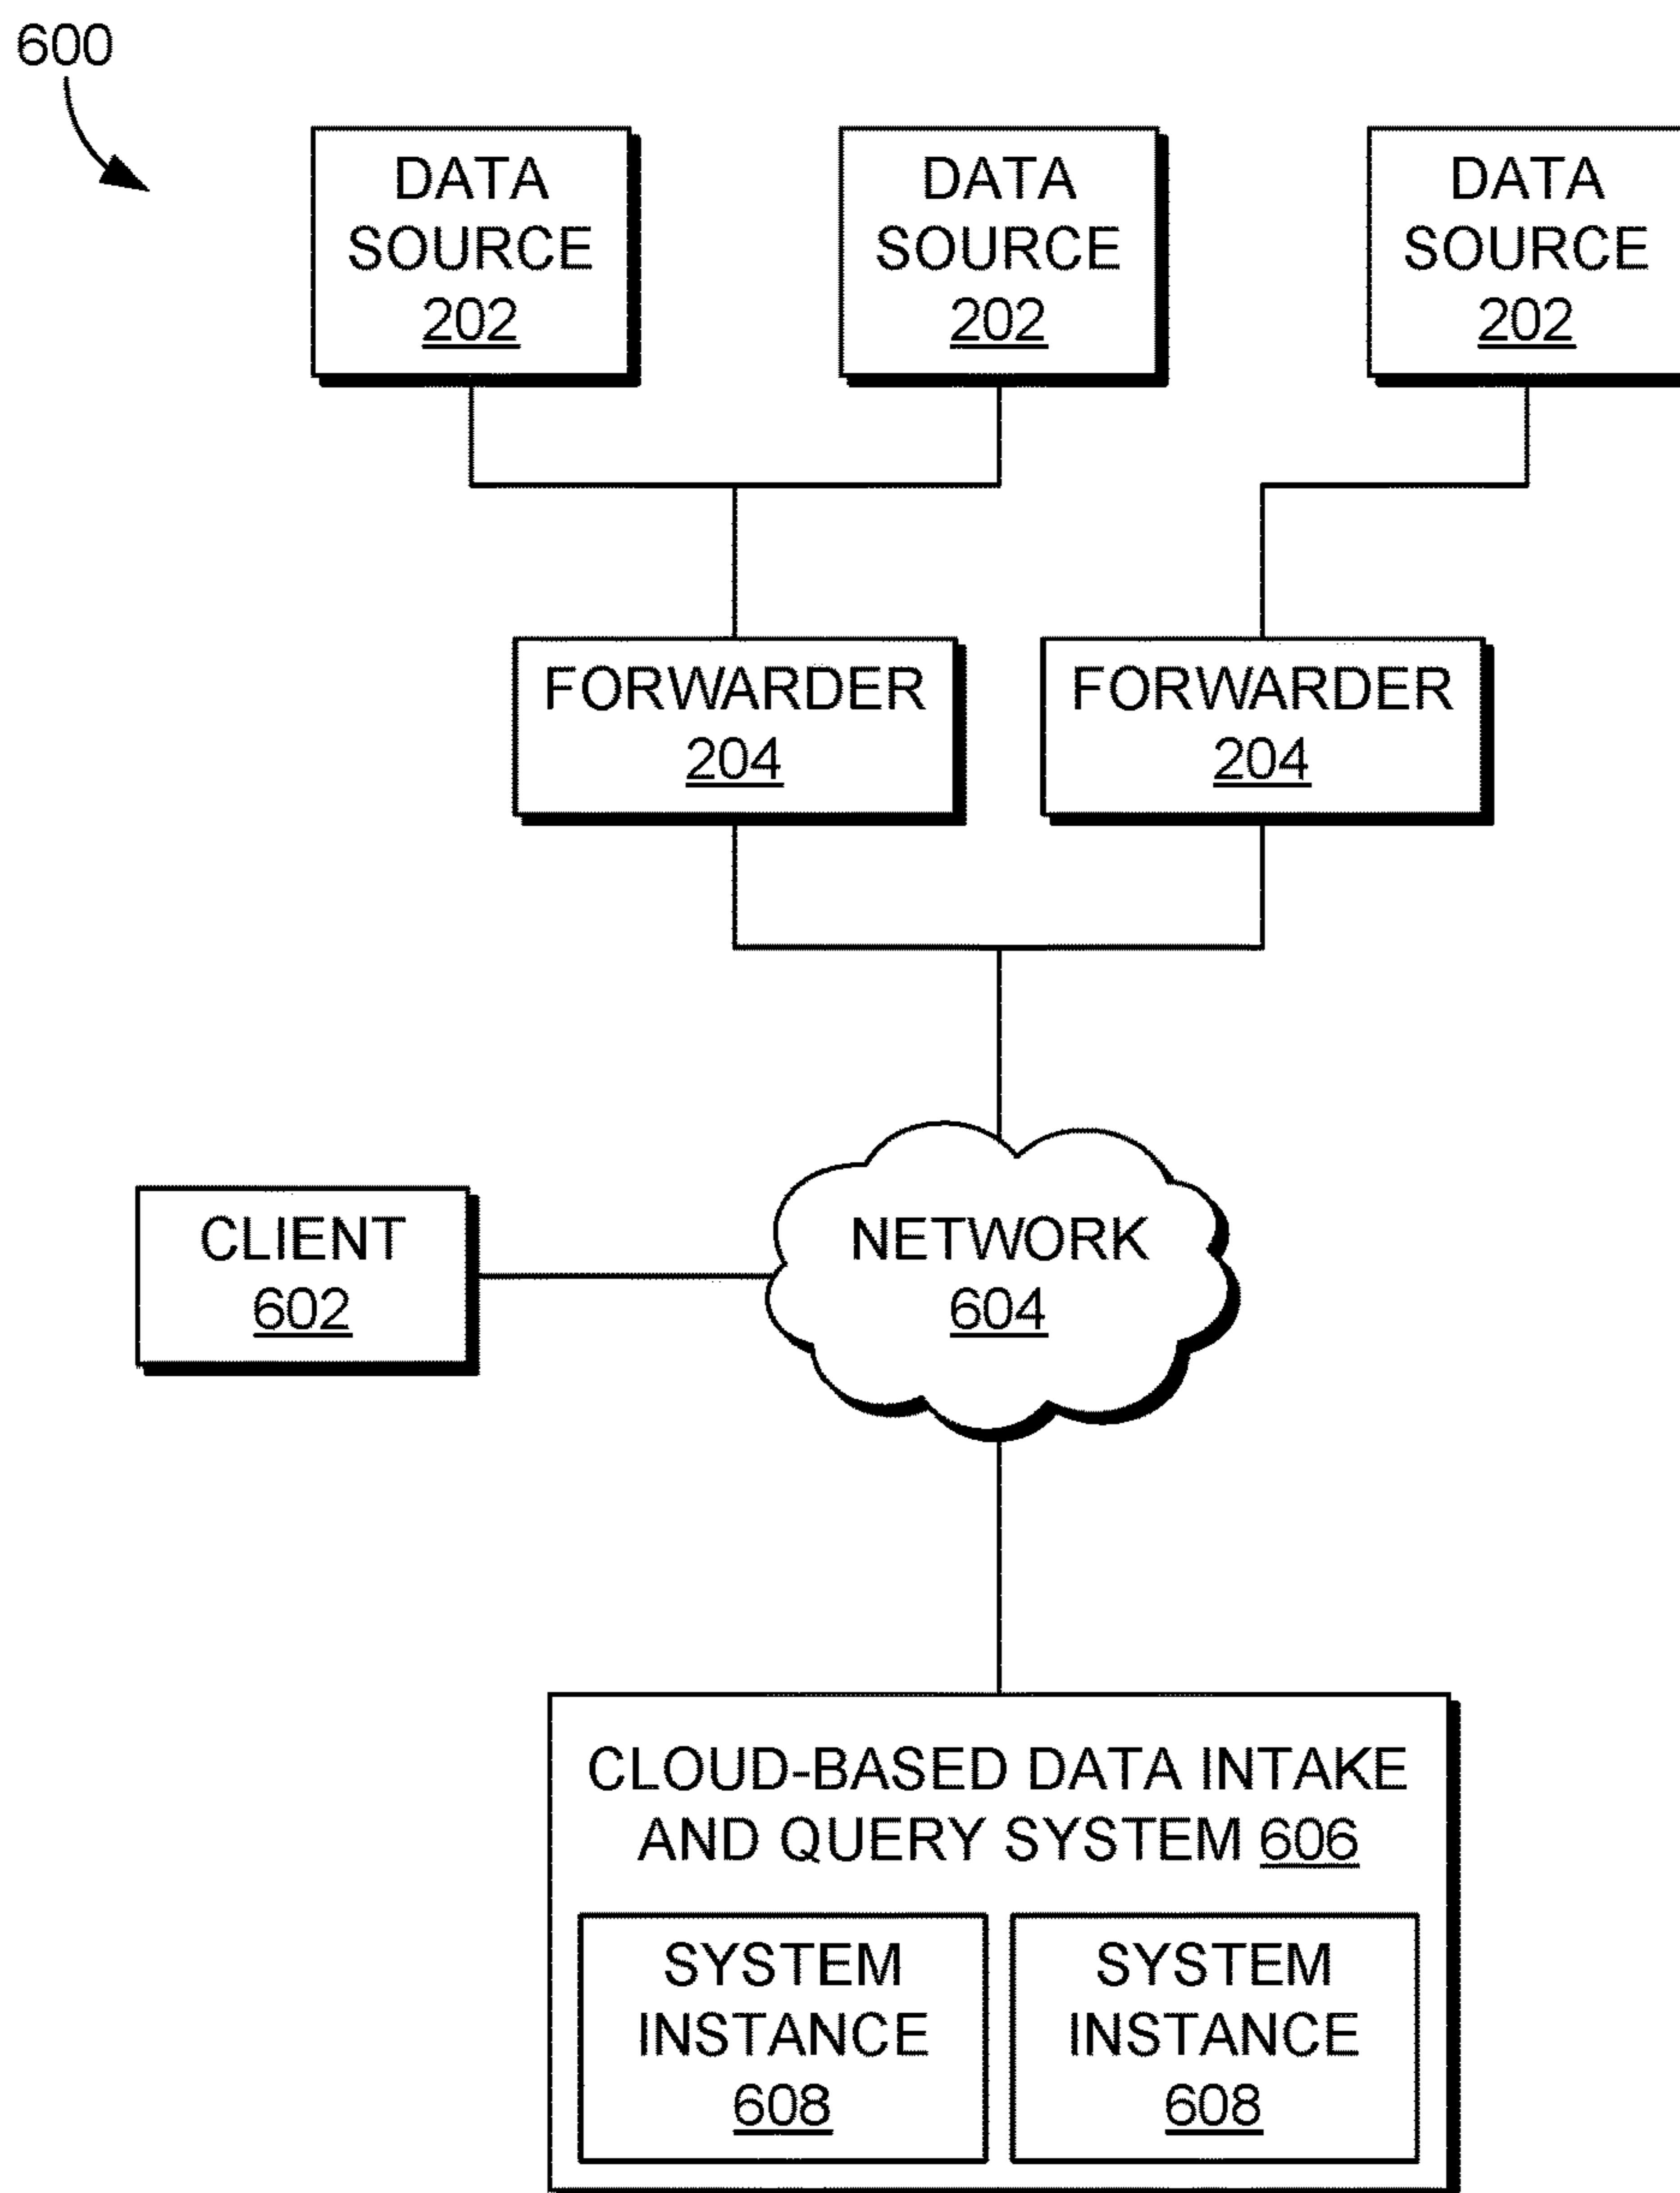 600
DATA
SOURCE
202
DATA
SOURCE
202
DATA
SOURCE
202
FORWARDER
204
FORWARDER
204
CLIENT
602
NETWORK
604
CLOUD-BASED DATA INTAKE
AND QUERY SYSTEM 606
SYSTEM
INSTANCE
608
SYSTEM
INSTANCE
608